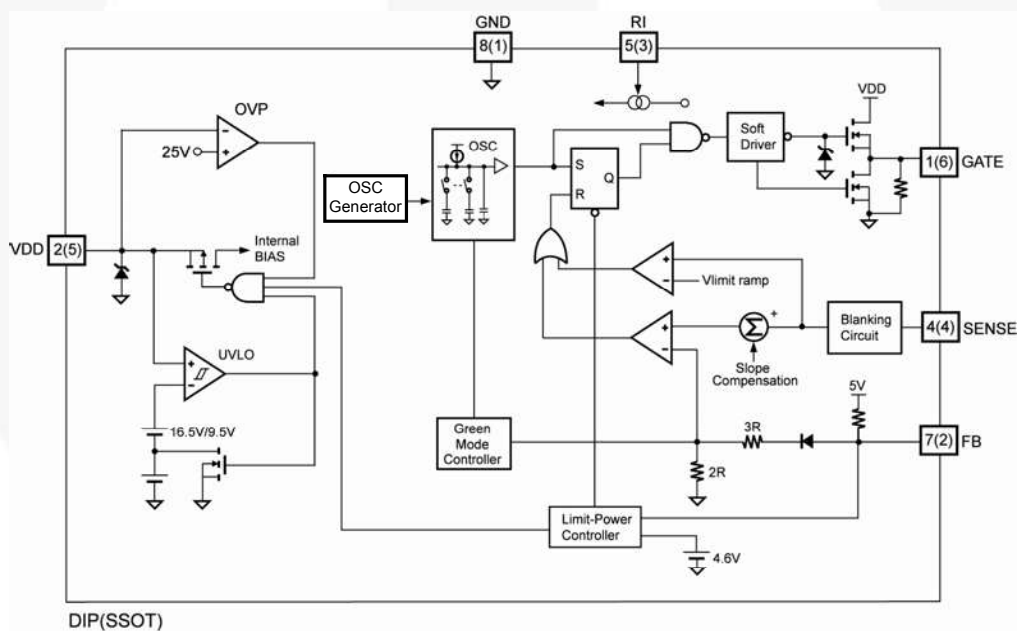 GND
RI
8(1)
5(3)
VDD
OVP
25V
OSC
OSC
Generator
S
Q
R
Soft
Driver
1(6)
GATE
VDD
2(5)
Internal
BIAS
+
-
Vlimit ramp
Σ
+
Blanking
Circuit
4(4)
SENSE
UVLO
+
-
+
-
Slope
Compensation
16.5V/9.5V
5V
Green
Mode
Controller
3R
7(2)
FB
2R
Limit-Power
Controller
4.6V
DIP(SSOT)